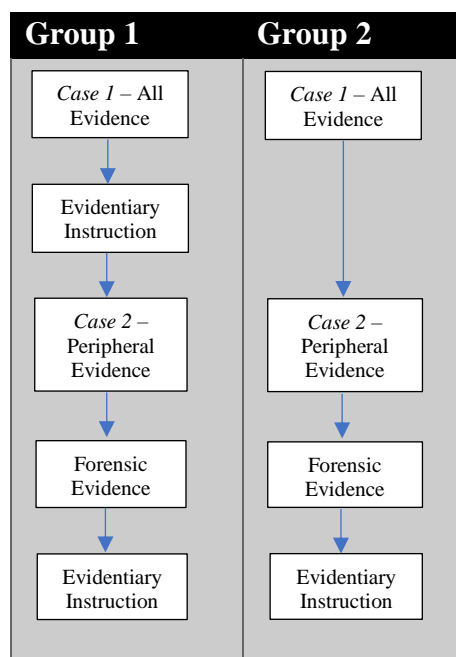 Group 1
Case 1 – All
Evidence
Evidentiary
Instruction
Case 2 –
Peripheral
Evidence
Forensic
Evidence
Evidentiary
Instruction
Group 2
Case 1 – All
Evidence
Case 2 –
Peripheral
Evidence
Forensic
Evidence
Evidentiary
Instruction